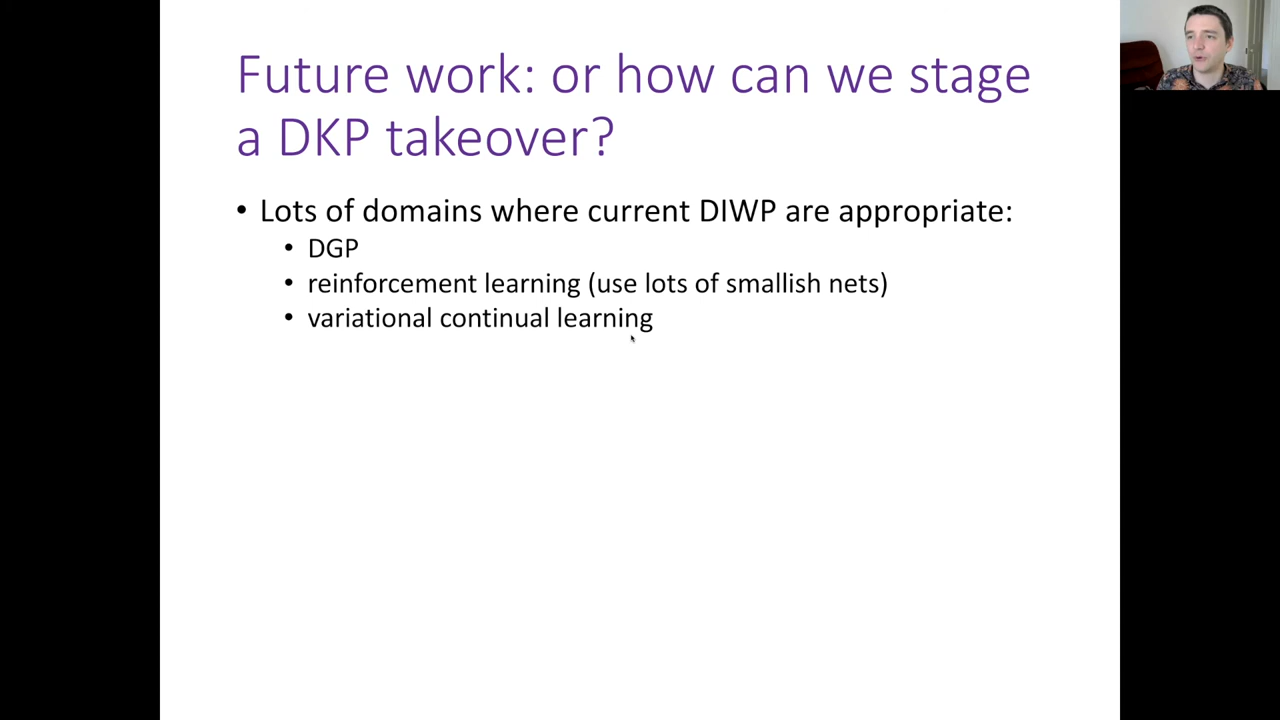 Future work: or how can we stage
a DKP takeover?
• Lots of domains where current DIWP are appropriate:
• DGP
• reinforcement learning (use lots of smallish nets)
• variational continual learning